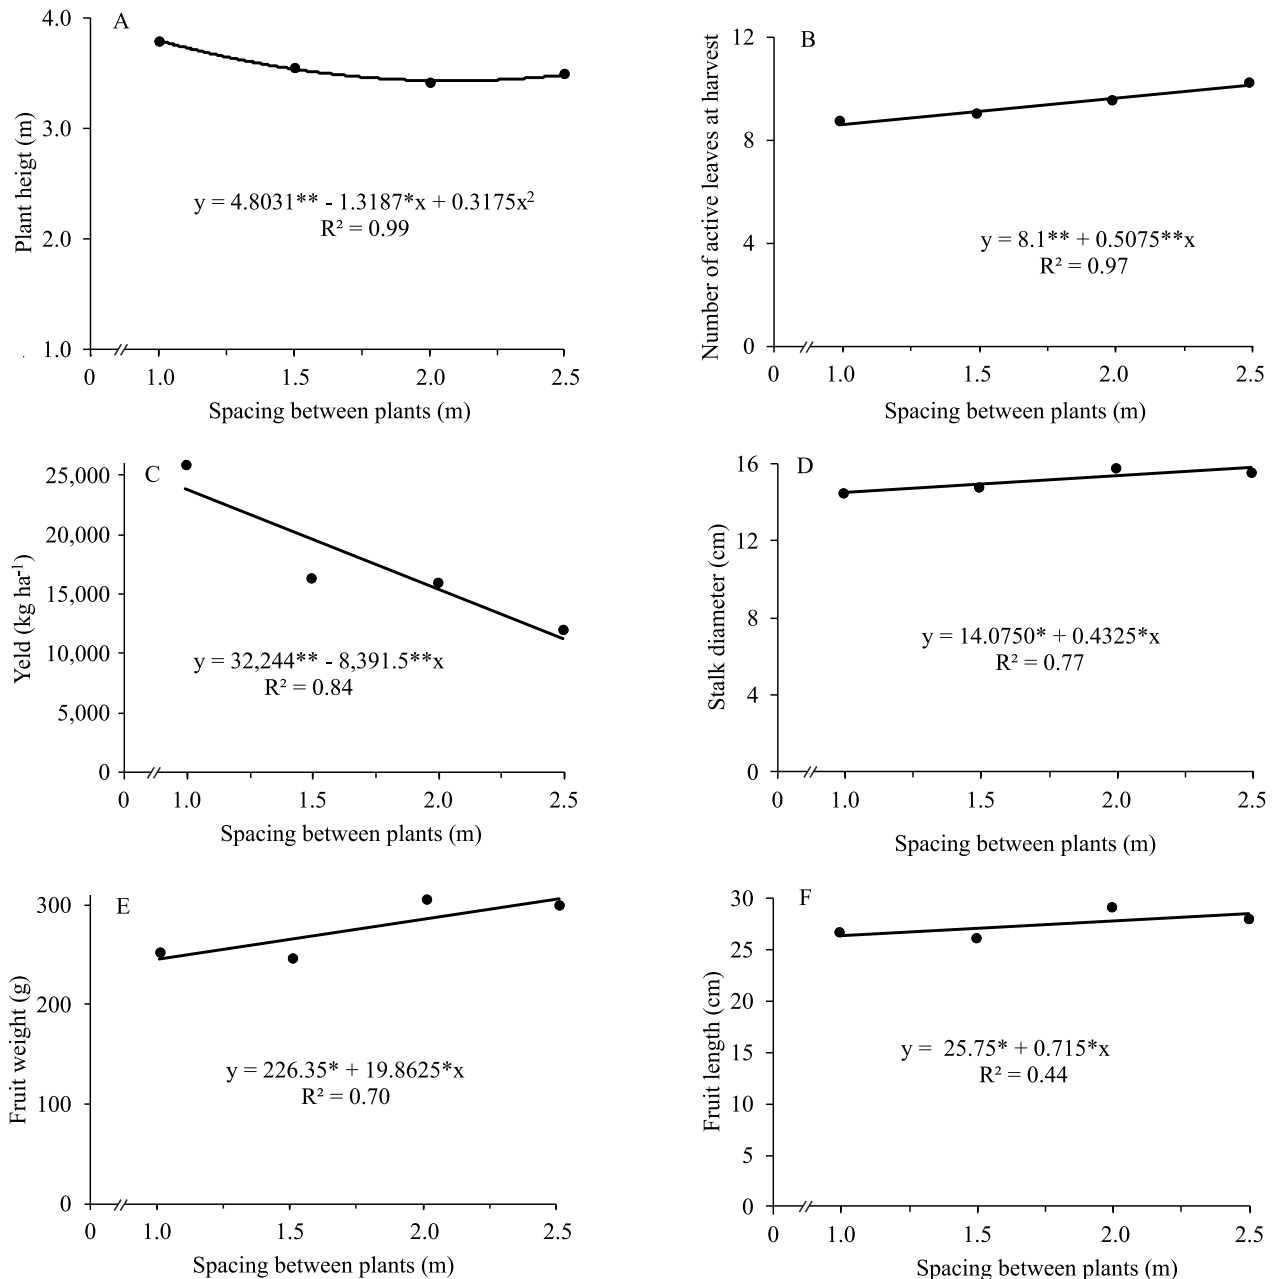 A
4.0
3.0
2.0
1.0
Plant heigt (m)
y = 4.8031** - 1.3187*x + 0.3175x²
R² = 0.99
0 1.0 1.5 2.0 2.5
Spacing between plants (m)
B
12
8
4
0
Number of active leaves at harvest
y = 8.1** + 0.5075**x
R² = 0.97
0 1.0 1.5 2.0 2.5
Spacing between plants (m)
C
25,000
20,000
15,000
10,000
5,000
0
Yeld (kg ha⁻¹)
y = 32,244** - 8,391.5**x
R² = 0.84
0 1.0 1.5 2.0 2.5
Spacing between plants (m)
D
16
12
8
4
0
Stalk diameter (cm)
y = 14.0750* + 0.4325*x
R² = 0.77
0 1.0 1.5 2.0 2.5
Spacing between plants (m)
E
300
200
100
0
Fruit weight (g)
y = 226.35* + 19.8625*x
R² = 0.70
0 1.0 1.5 2.0 2.5
Spacing between plants (m)
F
30
25
20
15
10
5
0
Fruit length (cm)
y = 25.75* + 0.715*x
R² = 0.44
0 1.0 1.5 2.0 2.5
Spacing between plants (m)